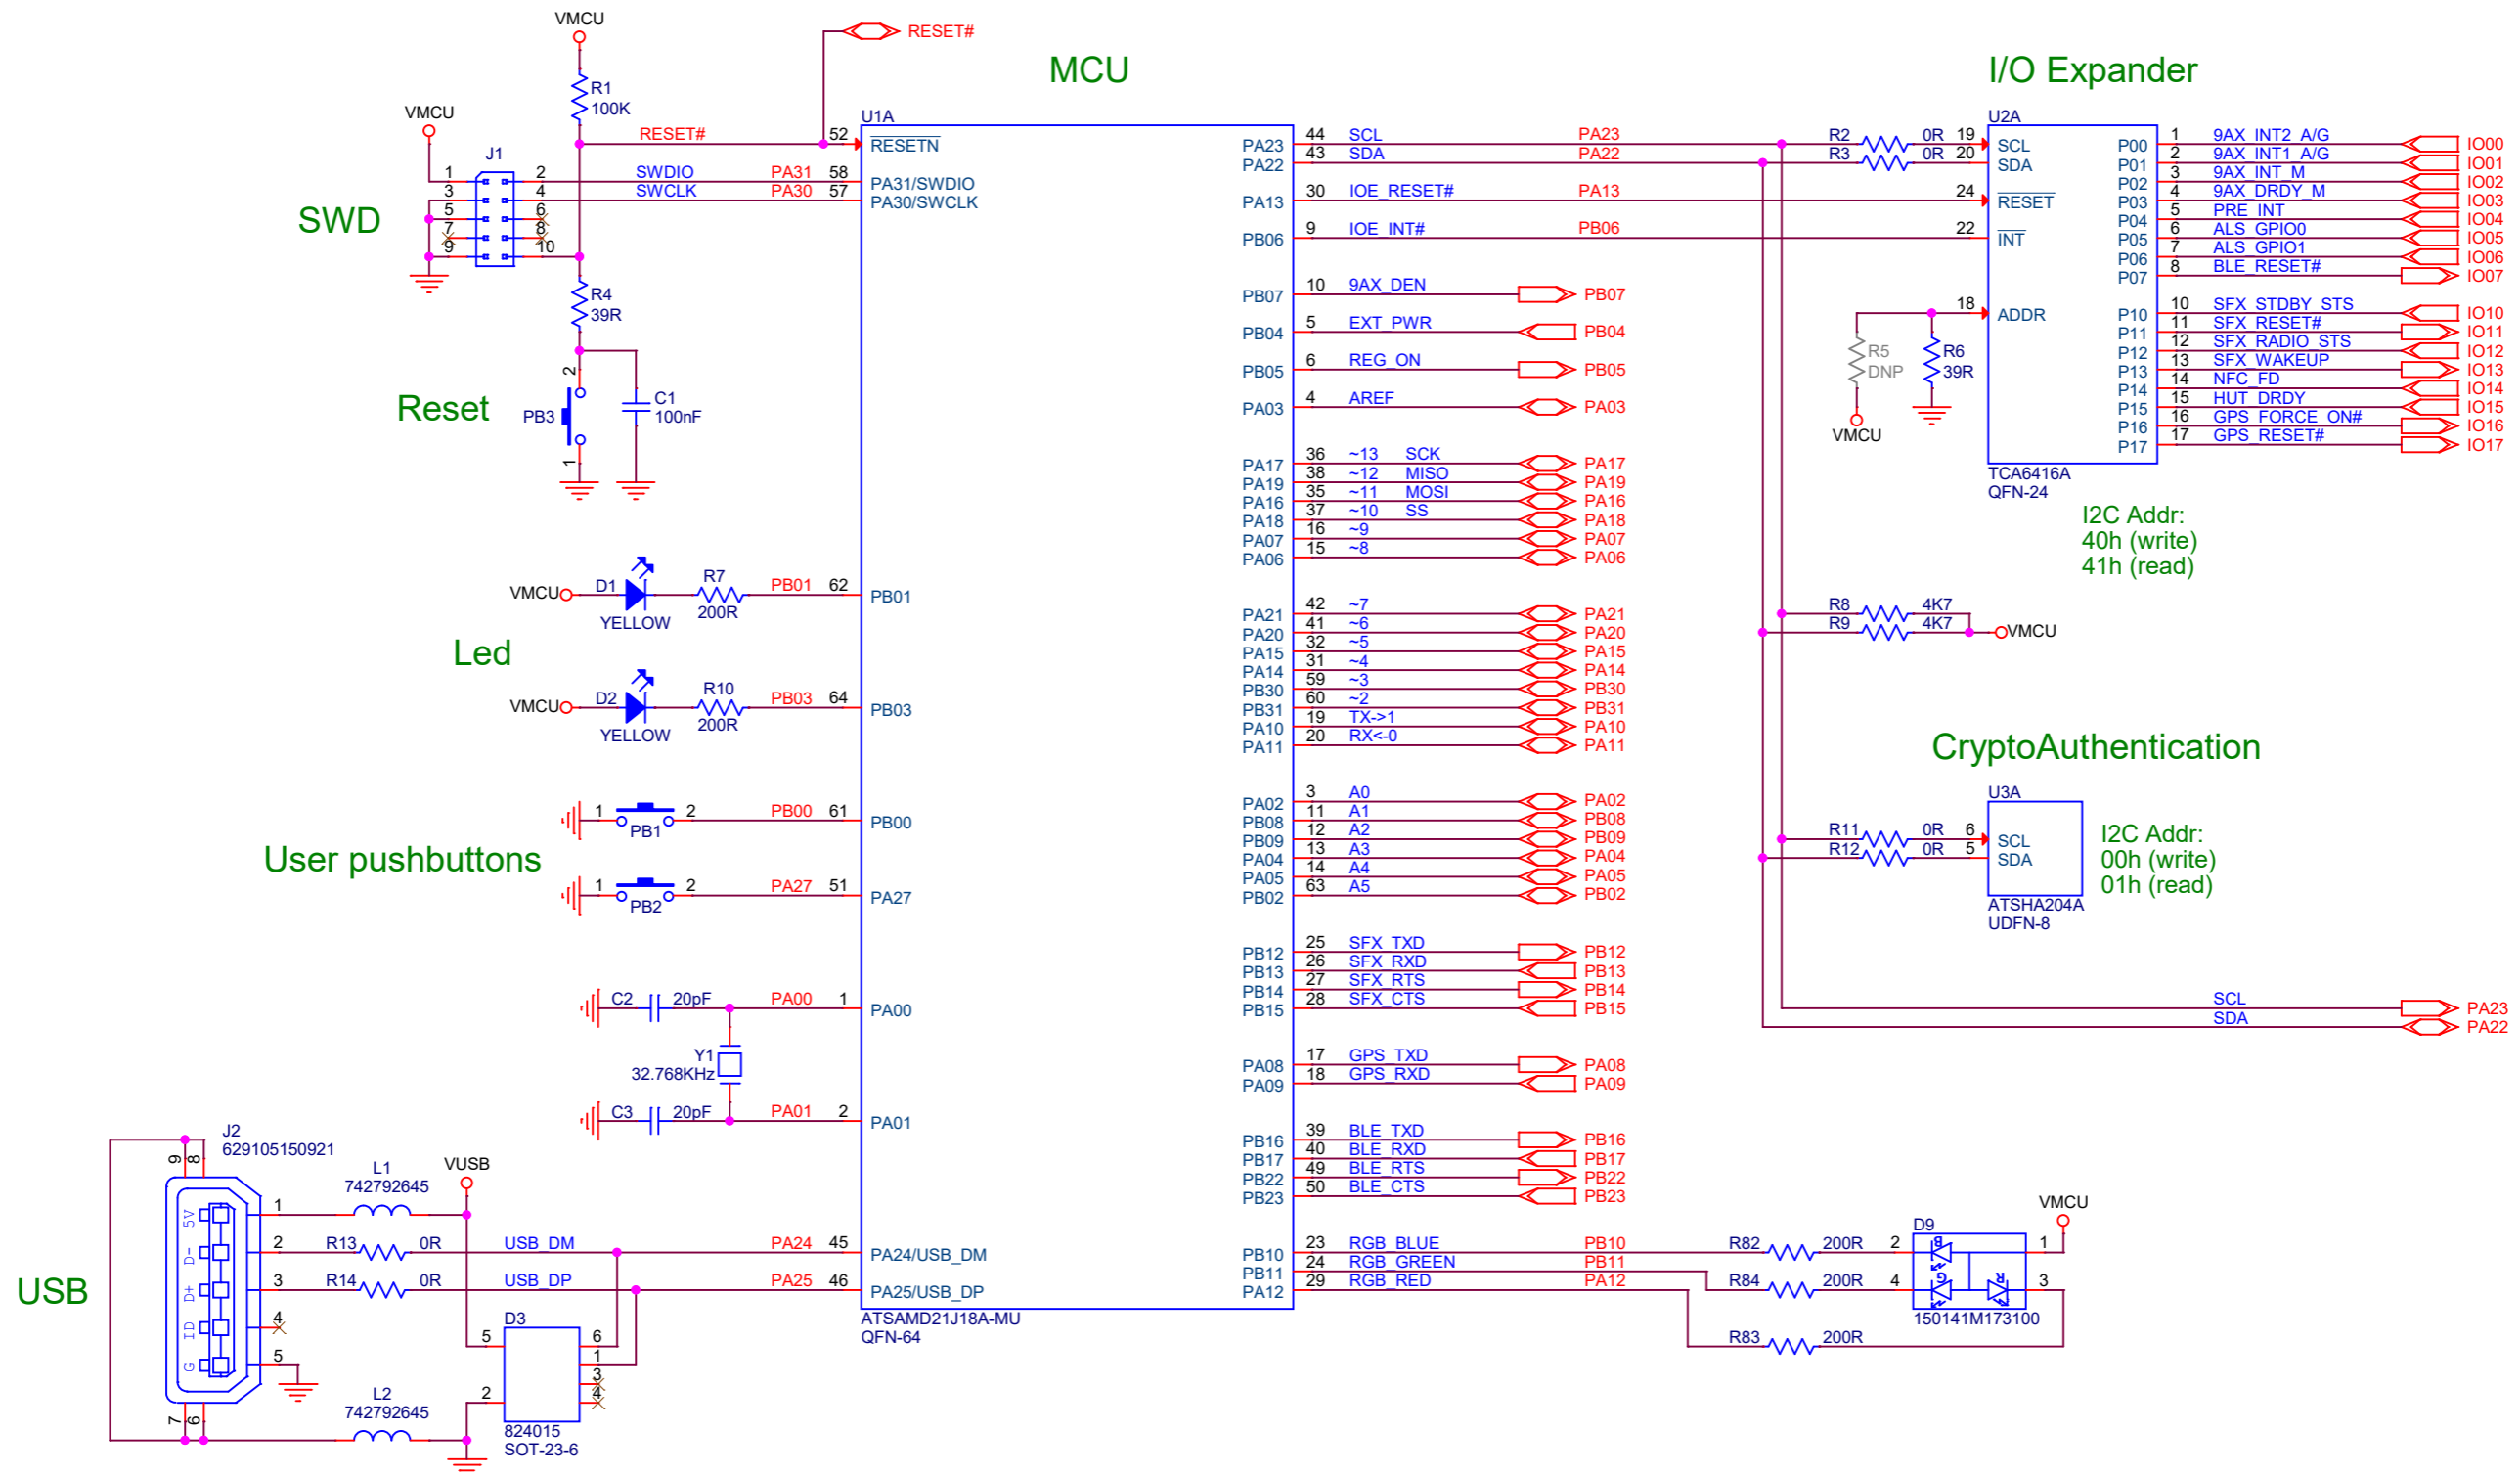 VMCU
RESET#
MCU
I/O Expander
R1
100K
VMCU
RESET#
52
U1A
RESETN
J1
1 2 SWDIO PA31 58 PA31/SWDIO
3 4 SWCLK PA30 57 PA30/SWCLK
5 6
7 8
9 10
SWD
R4
39R
2
Reset
PB3
C1
100nF
1
VMCU D1 R7 PB01 62 PB01
YELLOW 200R
Led
VMCU D2 R10 PB03 64 PB03
YELLOW 200R
1 2 PB00 61 PB00
PB1
User pushbuttons
1 2 PA27 51 PA27
PB2
C2 20pF PA00 1 PA00
Y1
32.768KHz
C3 20pF PA01 2 PA01
J2
629105150921
9 8
L1
742792645
VUSB
5V 1
D- 2 R13 0R USB_DM PA24 45 PA24/USB_DM
USB
D+ 3 R14 0R USB_DP PA25 46 PA25/USB_DP
ID 4
G 5
D3
5 6
1
3
2 4
824015
SOT-23-6
L2
742792645
7 6
ATSAMD21J18A-MU
QFN-64
PA23 44 SCL PA23
PA22 43 SDA PA22
PA13 30 IOE_RESET# PA13
PB06 9 IOE_INT# PB06
PB07 10 9AX_DEN PB07
PB04 5 EXT_PWR PB04
PB05 6 REG_ON PB05
PA03 4 AREF PA03
PA17 36 ~13 SCK PA17
PA19 38 ~12 MISO PA19
PA16 35 ~11 MOSI PA16
PA18 37 ~10 SS PA18
PA07 16 ~9 PA07
PA06 15 ~8 PA06
PA21 42 ~7 PA21
PA20 41 ~6 PA20
PA15 32 ~5 PA15
PA14 31 ~4 PA14
PB30 59 ~3 PB30
PB31 60 ~2 PB31
PA10 19 TX->1 PA10
PA11 20 RX<-0 PA11
PA02 3 A0 PA02
PB08 11 A1 PB08
PB09 12 A2 PB09
PA04 13 A3 PA04
PA05 14 A4 PA05
PB02 63 A5 PB02
PB12 25 SFX_TXD PB12
PB13 26 SFX_RXD PB13
PB14 27 SFX_RTS PB14
PB15 28 SFX_CTS PB15
PA08 17 GPS_TXD PA08
PA09 18 GPS_RXD PA09
PB16 39 BLE_TXD PB16
PB17 40 BLE_RXD PB17
PB22 49 BLE_RTS PB22
PB23 50 BLE_CTS PB23
PB10 23 RGB_BLUE PB10 R82 200R 2
PB11 24 RGB_GREEN PB11 R84 200R 4
PA12 29 RGB_RED PA12
R83 200R
VMCU
D9
B 1
G R 3
150141M173100
U2A
R2 0R 19 SCL
R3 0R 20 SDA
24 RESET
22 INT
18 ADDR
R5
DNP
VMCU
R6
39R
P00 1 9AX_INT2_A/G IO00
P01 2 9AX_INT1_A/G IO01
P02 3 9AX_INT_M IO02
P03 4 9AX_DRDY_M IO03
P04 5 PRE_INT IO04
P05 6 ALS_GPIO0 IO05
P06 7 ALS_GPIO1 IO06
P07 8 BLE_RESET# IO07
P10 10 SFX_STDBY_STS IO10
P11 11 SFX_RESET# IO11
P12 12 SFX_RADIO_STS IO12
P13 13 SFX_WAKEUP IO13
P14 14 NFC_FD IO14
P15 15 HUT_DRDY IO15
P16 16 GPS_FORCE_ON# IO16
P17 17 GPS_RESET# IO17
TCA6416A
QFN-24
I2C Addr:
40h (write)
41h (read)
R8 4K7
R9 4K7 VMCU
CryptoAuthentication
U3A
R11 0R 6 SCL
R12 0R 5 SDA
ATSHA204A
UDFN-8
I2C Addr:
00h (write)
01h (read)
SCL PA23
SDA PA22